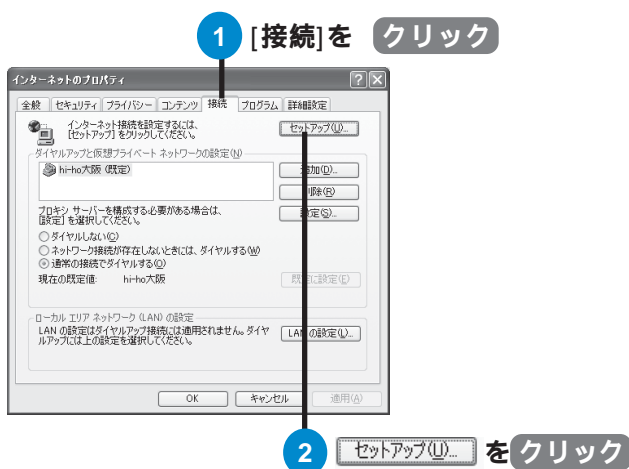 1 [接続]を クリック
インターネットのプロパティ
全般 セキュリティ プライバシー コンテンツ 接続 プログラム 詳細設定
インターネット接続を設定するには、
[セットアップ] をクリックしてください。
セットアップ(U)...
ダイヤルアップと仮想プライベート ネットワークの設定(N)
hi-ho大阪 (既定)
追加(D)...
削除(R)
プロキシ サーバーを構成する必要がある場合は、
[設定] を選択してください。
設定(S)...
ダイヤルしない(C)
ネットワーク接続が存在しないときには、ダイヤルする(W)
通常の接続でダイヤルする(O)
現在の既定値: hi-ho大阪
既定に設定(E)
ローカル エリア ネットワーク (LAN) の設定
LAN の設定はダイヤルアップ接続には適用されません。ダイヤ
ルアップには上の設定を選択してください。
LAN の設定(L)...
OK キャンセル 適用(A)
2 セットアップ(U)... をクリック